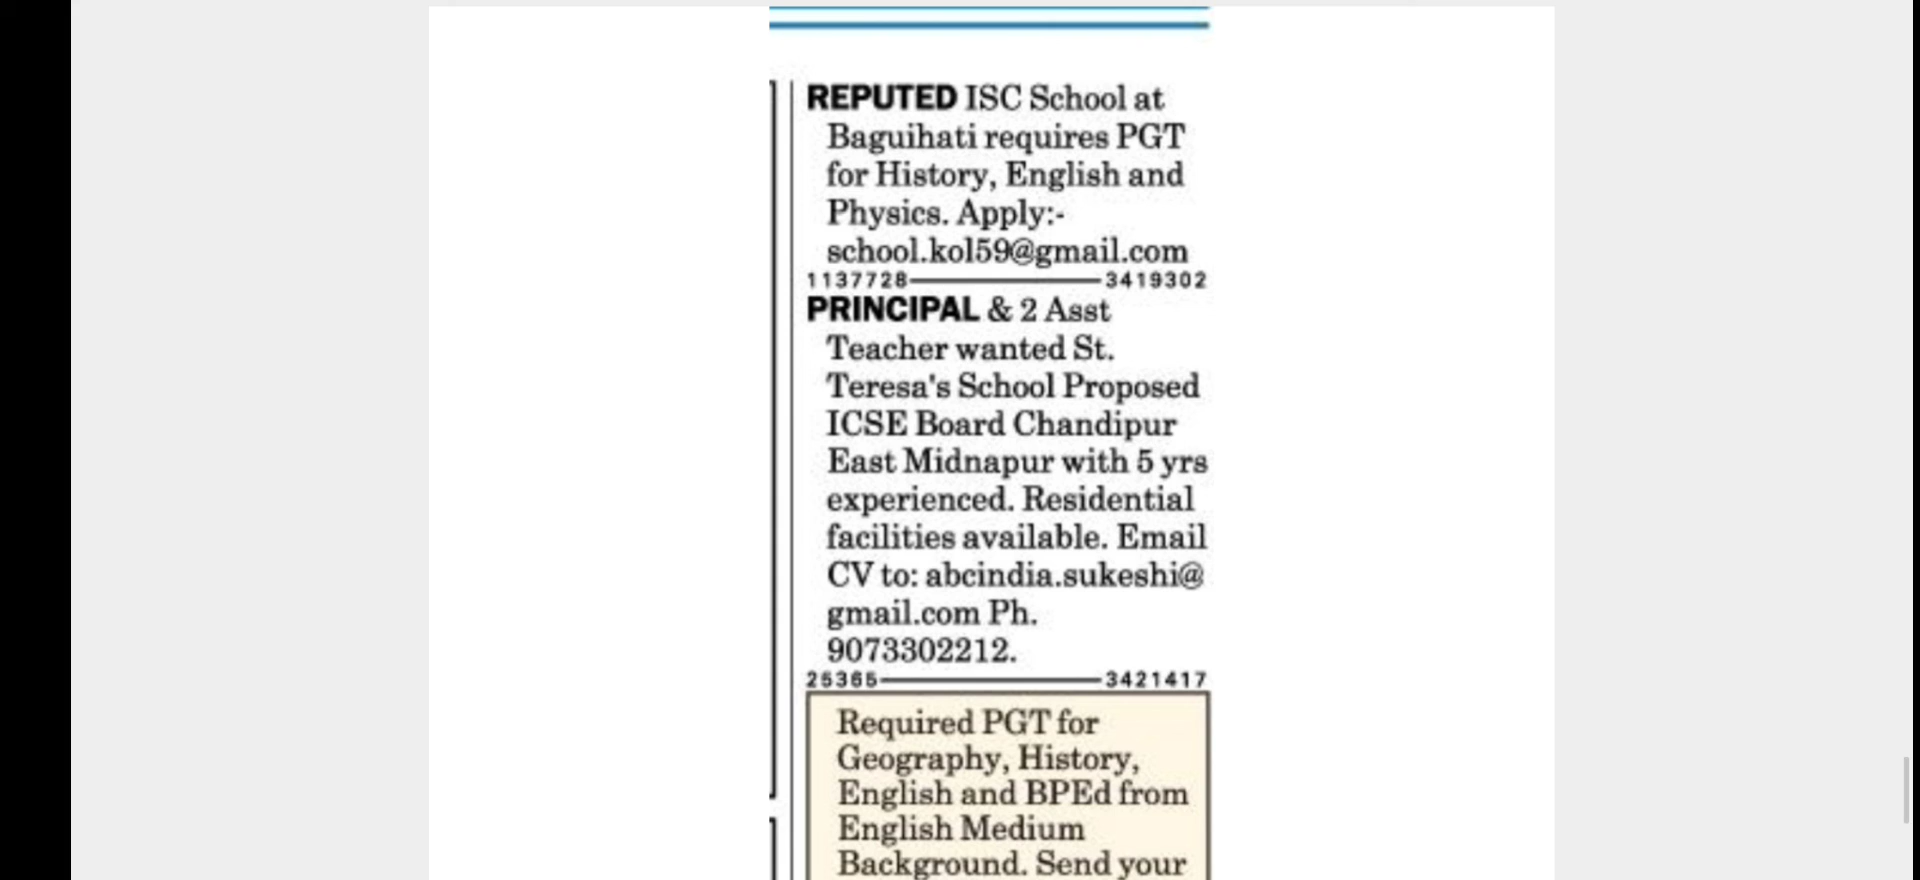 REPUTED ISC School at
Baguihati requires PGT
for History, English and
Physics. Apply:-
school.kol59@gmail.com
1137728 3419302
PRINCIPAL & 2 Asst
Teacher wanted St.
Teresa's School Proposed
ICSE Board Chandipur
East Midnapur with 5 yrs
experienced. Residential
facilities available. Email
CV to: abcindia.sukeshi@
gmail.com Ph.
9073302212.
25365 3421417
Required PGT for
Geography, History,
English and BPEd from
English Medium
Background. Send your